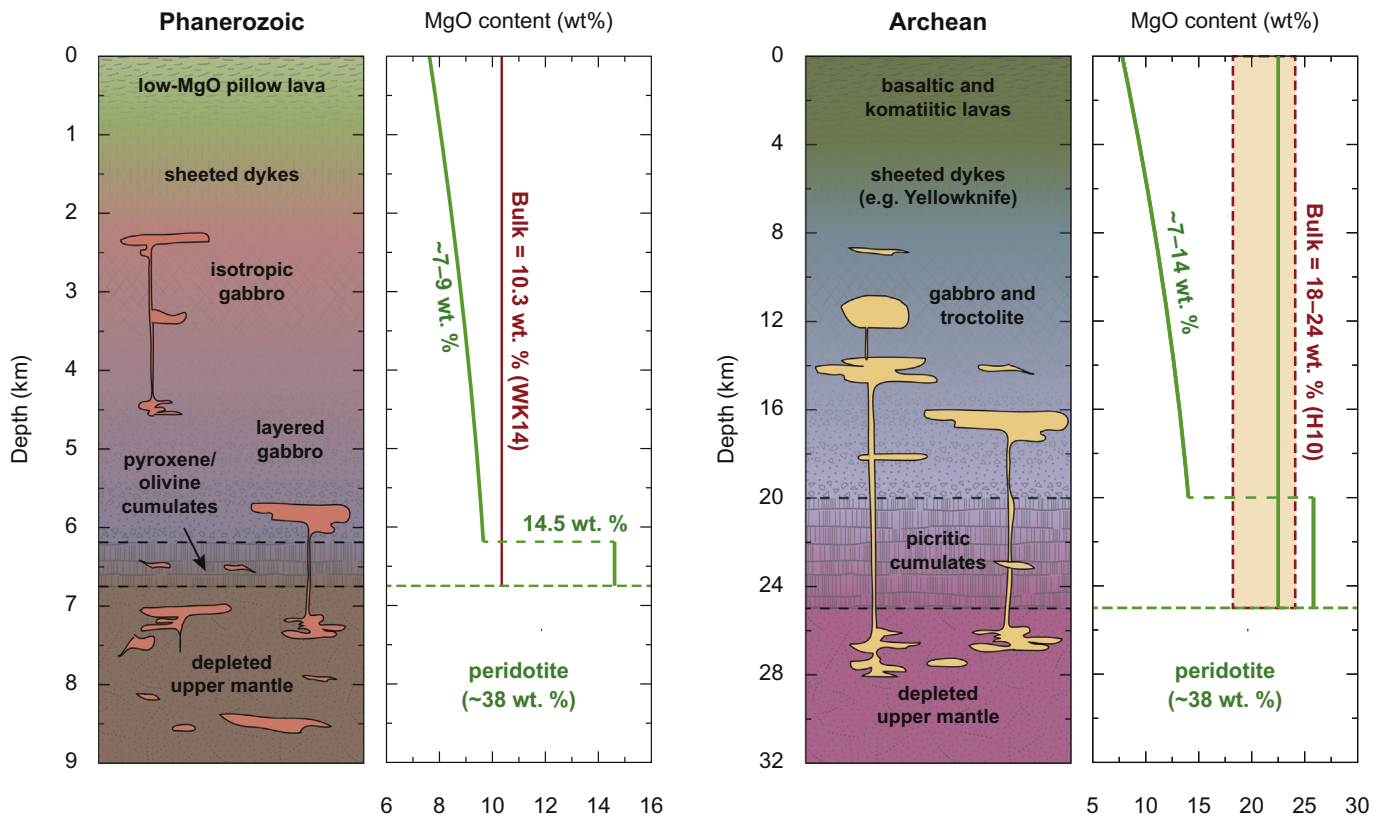 Phanerozoic
MgO content (wt%)
0
1
2
3
4
5
6
7
8
9
Depth (km)
low-MgO pillow lava
sheeted dykes
isotropic
gabbro
layered
gabbro
pyroxene/
olivine
cumulates
depleted
upper mantle
~7–9 wt. %
Bulk = 10.3 wt. % (WK14)
14.5 wt. %
peridotite
(~38 wt. %)
6
8
10
12
14
16
Archean
MgO content (wt%)
0
4
8
12
16
20
24
28
32
Depth (km)
basaltic and
komatiitic lavas
sheeted dykes
(e.g. Yellowknife)
gabbro and
troctolite
picritic
cumulates
depleted
upper mantle
~7–14 wt. %
Bulk = 18–24 wt. % (H10)
peridotite
(~38 wt. %)
5
10
15
20
25
30